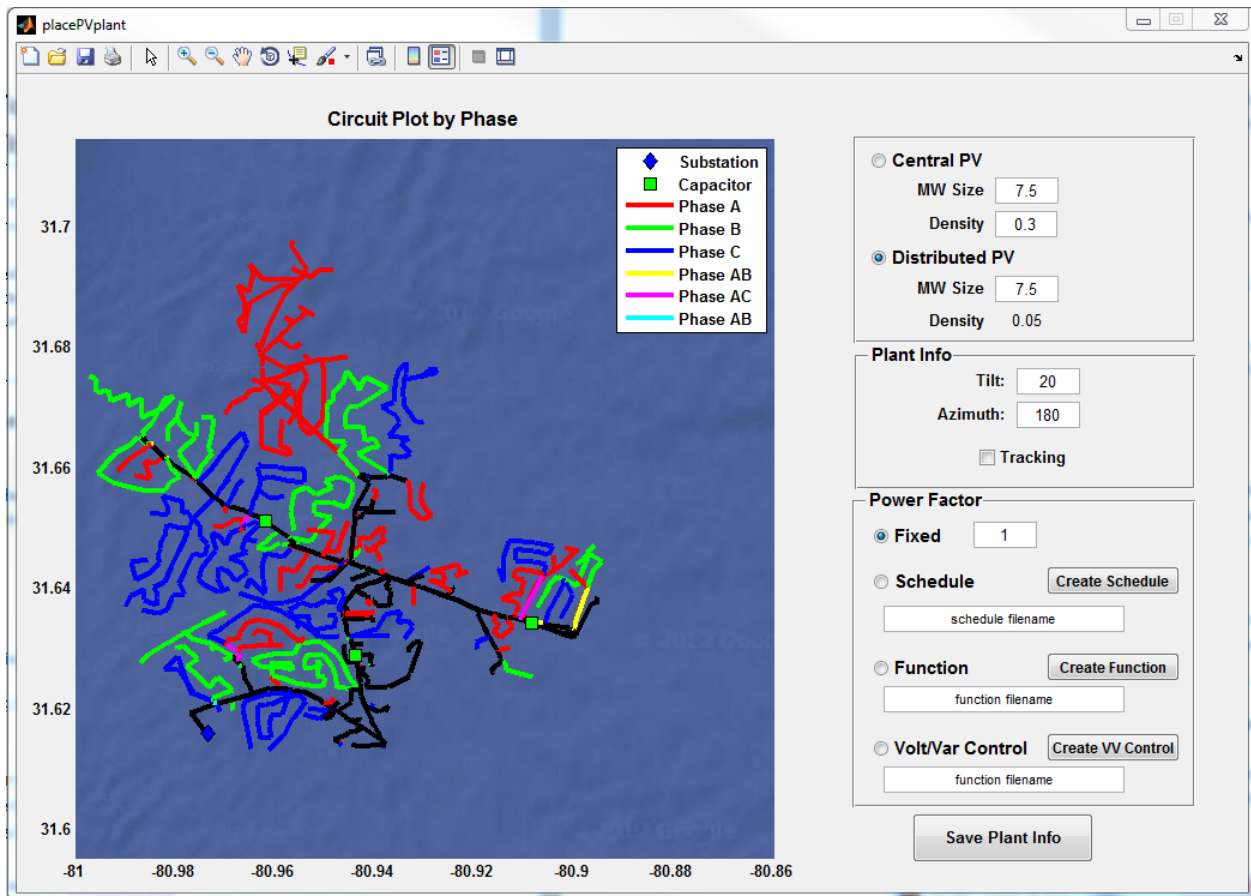 placePVplant
Circuit Plot by Phase
Substation
Capacitor
Phase A
Phase B
Phase C
Phase AB
Phase AC
Phase AB
31.7
31.68
31.66
31.64
31.62
31.6
-81
-80.98
-80.96
-80.94
-80.92
-80.9
-80.88
-80.86
Central PV
MW Size 7.5
Density 0.3
Distributed PV
MW Size 7.5
Density 0.05
Plant Info
Tilt: 20
Azimuth: 180
Tracking
Power Factor
Fixed 1
Schedule Create Schedule
schedule filename
Function Create Function
function filename
Volt/Var Control Create VV Control
function filename
Save Plant Info